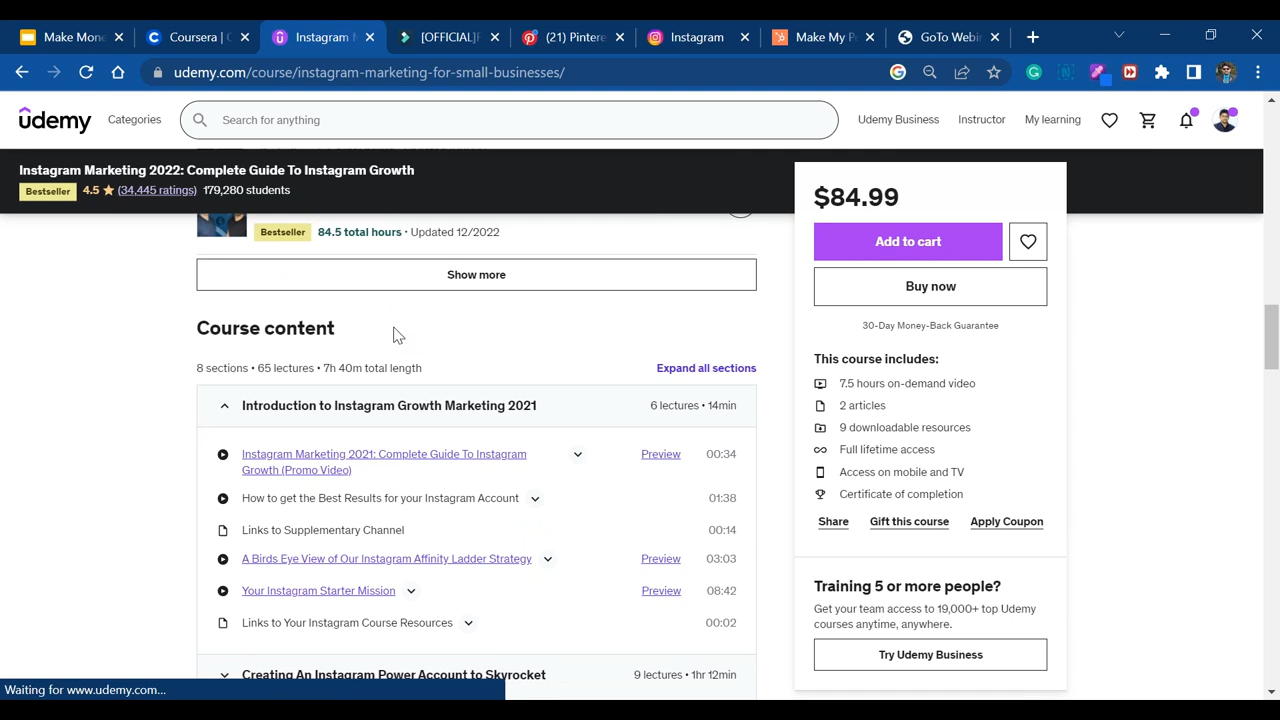 Make Mone
Coursera | C
Instagram M
[OFFICIAL]F
(21) Pintere
Instagram
Make My Pe
GoTo Webin
udemy.com/course/instagram-marketing-for-small-businesses/
udemy
Categories
Search for anything
Udemy Business
Instructor
My learning
Instagram Marketing 2022: Complete Guide To Instagram Growth
Bestseller 4.5 (34,445 ratings) 179,280 students
Bestseller 84.5 total hours • Updated 12/2022
Show more
Course content
8 sections • 65 lectures • 7h 40m total length
Expand all sections
Introduction to Instagram Growth Marketing 2021 6 lectures • 14min
Instagram Marketing 2021: Complete Guide To Instagram Preview 00:34
Growth (Promo Video)
How to get the Best Results for your Instagram Account 01:38
Links to Supplementary Channel 00:14
A Birds Eye View of Our Instagram Affinity Ladder Strategy Preview 03:03
Your Instagram Starter Mission Preview 08:42
Links to Your Instagram Course Resources 00:02
Creating An Instagram Power Account to Skyrocket 9 lectures • 1hr 12min
$84.99
Add to cart
Buy now
30-Day Money-Back Guarantee
This course includes:
7.5 hours on-demand video
2 articles
9 downloadable resources
Full lifetime access
Access on mobile and TV
Certificate of completion
Share Gift this course Apply Coupon
Training 5 or more people?
Get your team access to 19,000+ top Udemy
courses anytime, anywhere.
Try Udemy Business
Waiting for www.udemy.com...